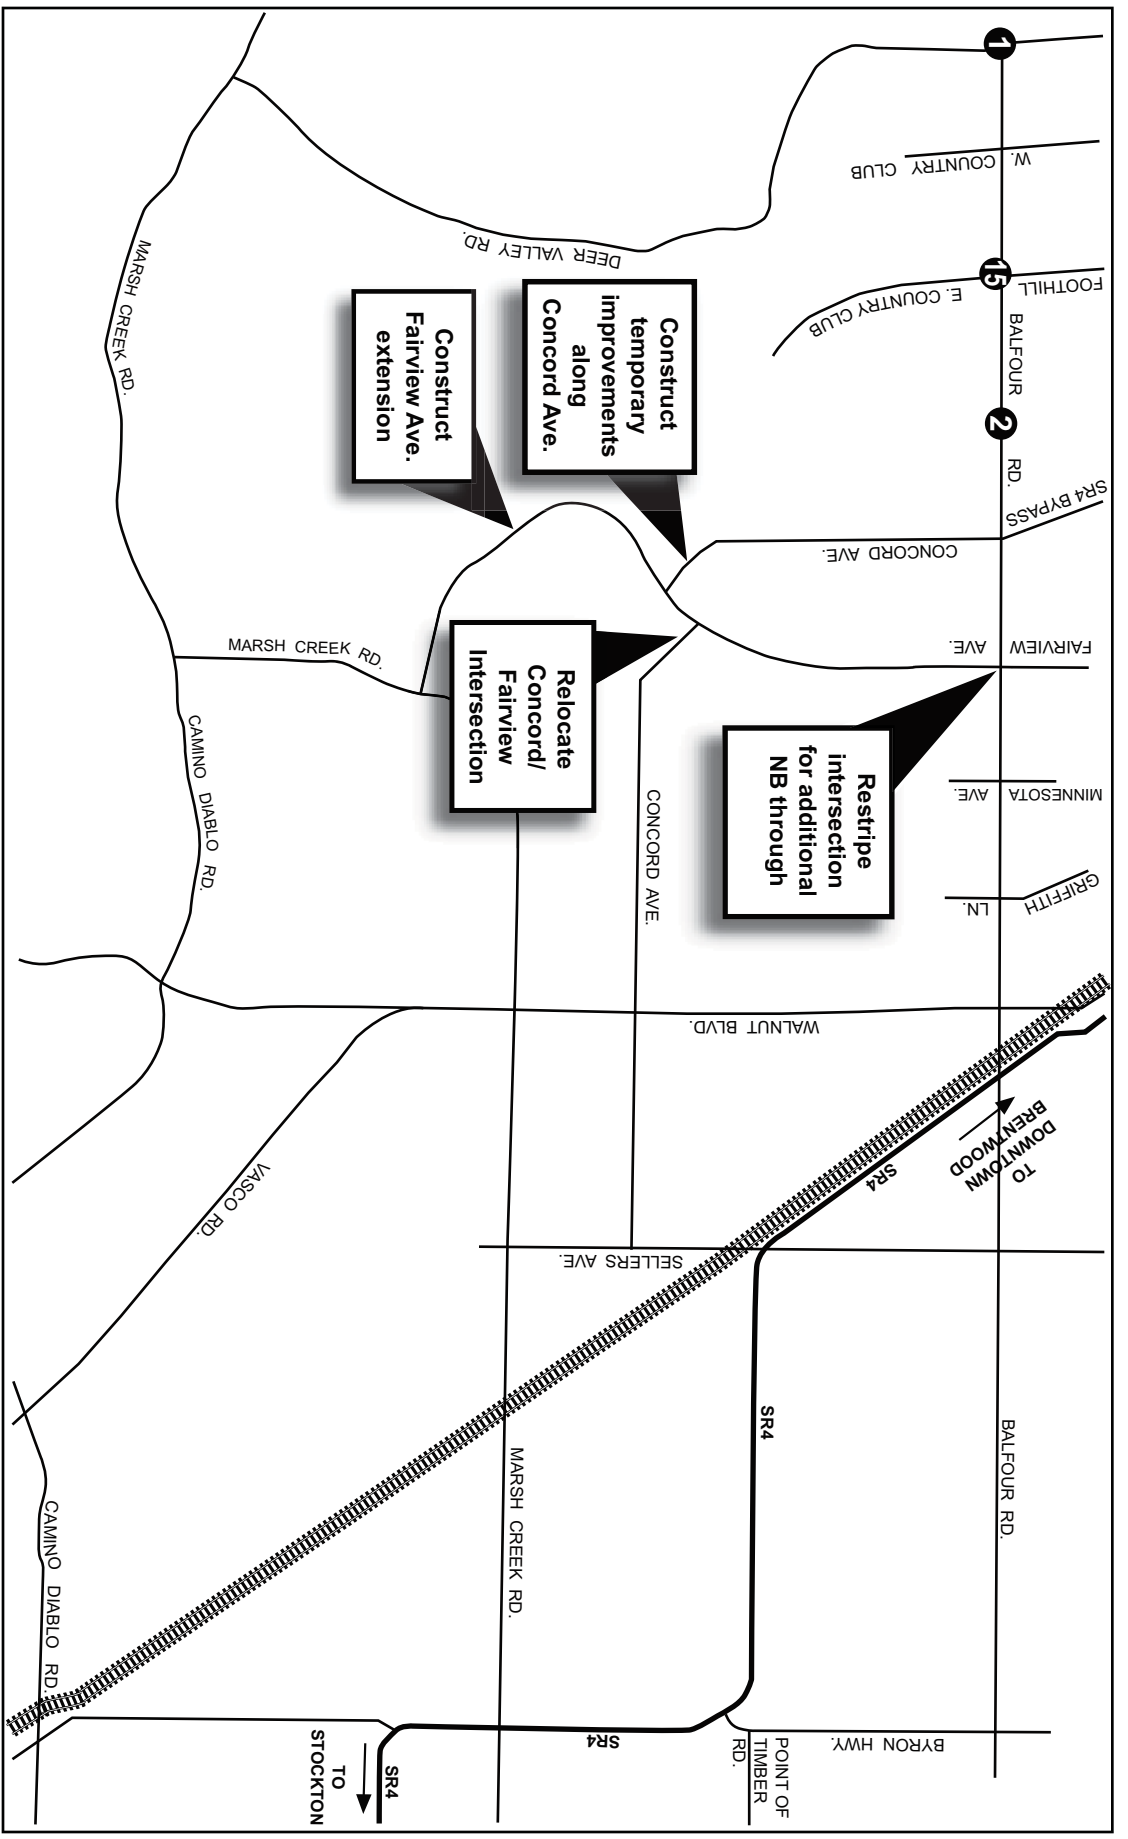 1
W. COUNTRY CLUB
DEER VALLEY RD.
MARSH CREEK RD.
FOOTHILL
15
E. COUNTRY CLUB
BALFOUR
2
RD.
SR4 BYPASS
CONCORD AVE.
Construct
temporary
improvements
along
Concord Ave.
Construct
Fairview Ave.
extension
FAIRVIEW AVE.
MARSH CREEK RD.
Relocate
Concord/
Fairview
Intersection
Restripe
intersection
for additional
NB through
MINNESOTA AVE.
GRIFFITH
LN.
CONCORD AVE.
CAMINO DIABLO RD.
WALNUT BLVD.
TO
DOWNTOWN
BRENTWOOD
SR4
VASCO RD.
SELLERS AVE.
BALFOUR RD.
SR4
MARSH CREEK RD.
CAMINO DIABLO RD.
BYRON HWY.
POINT OF
TIMBER
RD.
SR4
SR4
TO
STOCKTON